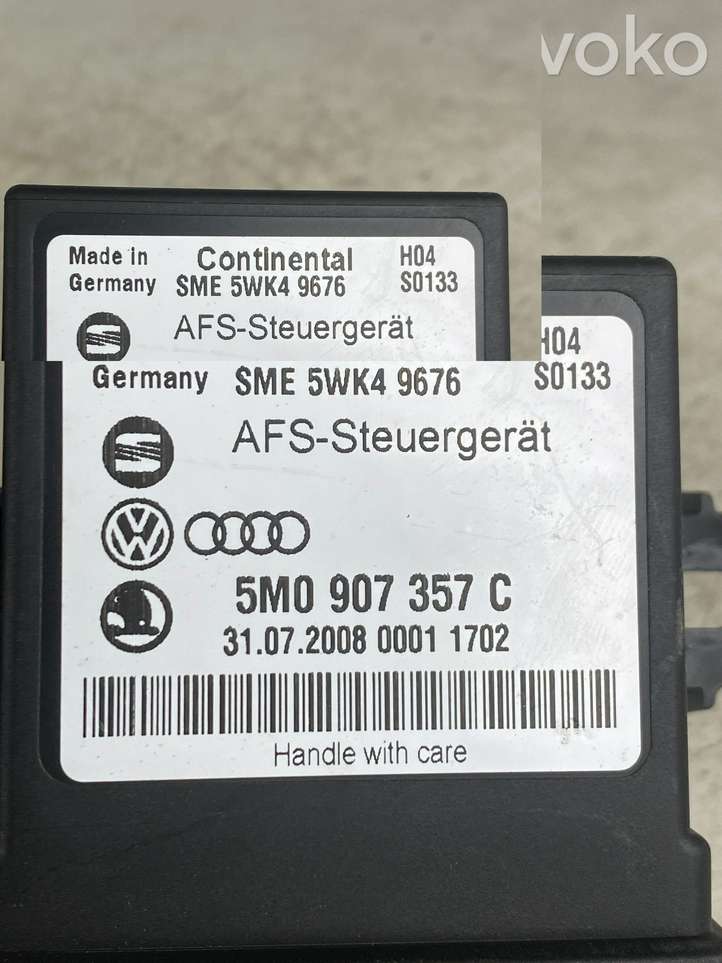 voko
Made in Continental H04
Germany SME 5WK4 9676 S0133
AFS-Steuergerät
H04
Germany SME 5WK4 9676 S0133
AFS-Steuergerät
5M0 907 357 C
31.07.2008 0001 1702
Handle with care